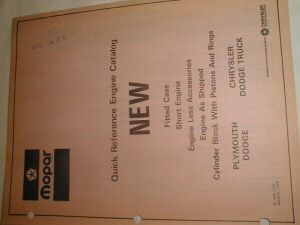 Quick Reference Engine Catalog
NEW
Fitted Case
Short Engine
Engine Less Accessories
Engine As Shipped
Cylinder Block With Pistons And Rings
PLYMOUTH
DODGE
CHRYSLER
DODGE TRUCK
mopar
CHRYSLER